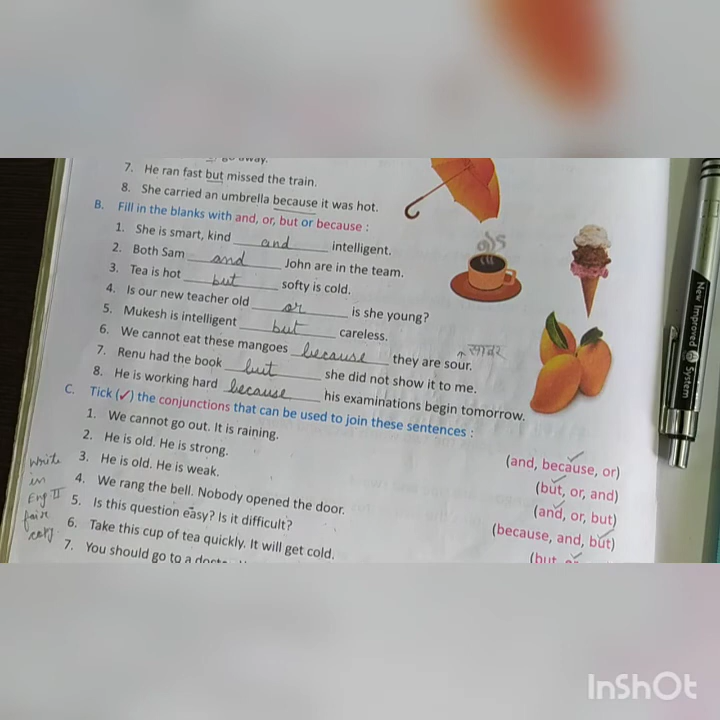 go away.
7. He ran fast but missed the train.
8. She carried an umbrella because it was hot.
B. Fill in the blanks with and, or, but or because :
1. She is smart, kind and intelligent.
2. Both Sam and John are in the team.
3. Tea is hot but softy is cold.
4. Is our new teacher old or is she young?
5. Mukesh is intelligent but careless.
6. We cannot eat these mangoes because they are sour.
7. Renu had the book but she did not show it to me.
8. He is working hard because his examinations begin tomorrow.
C. Tick (✓) the conjunctions that can be used to join these sentences :
1. We cannot go out. It is raining. (and, because, or)
2. He is old. He is strong. (but, or, and)
3. He is old. He is weak. (and, or, but)
4. We rang the bell. Nobody opened the door. (because, and, but)
5. Is this question easy? Is it difficult? (but,
6. Take this cup of tea quickly. It will get cold.
7. You should go to a
write
in
Eng II
fair
copy.
New Improved System
InShOt